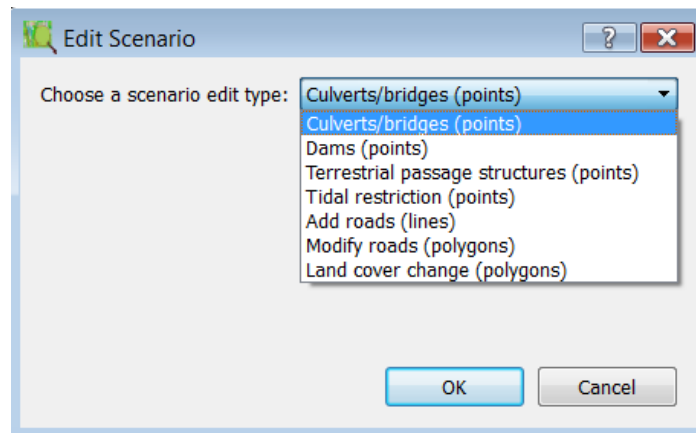 Edit Scenario
Choose a scenario edit type: Culverts/bridges (points)
Culverts/bridges (points)
Dams (points)
Terrestrial passage structures (points)
Tidal restriction (points)
Add roads (lines)
Modify roads (polygons)
Land cover change (polygons)
OK Cancel